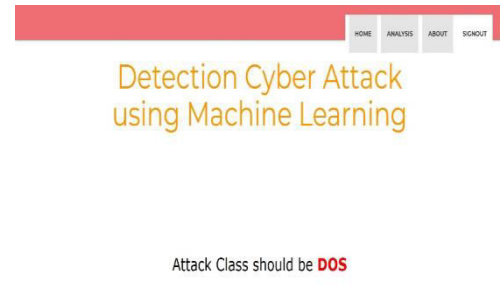 HOME ANALYSIS ABOUT SIGNOUT
Detection Cyber Attack
using Machine Learning
Attack Class should be DOS